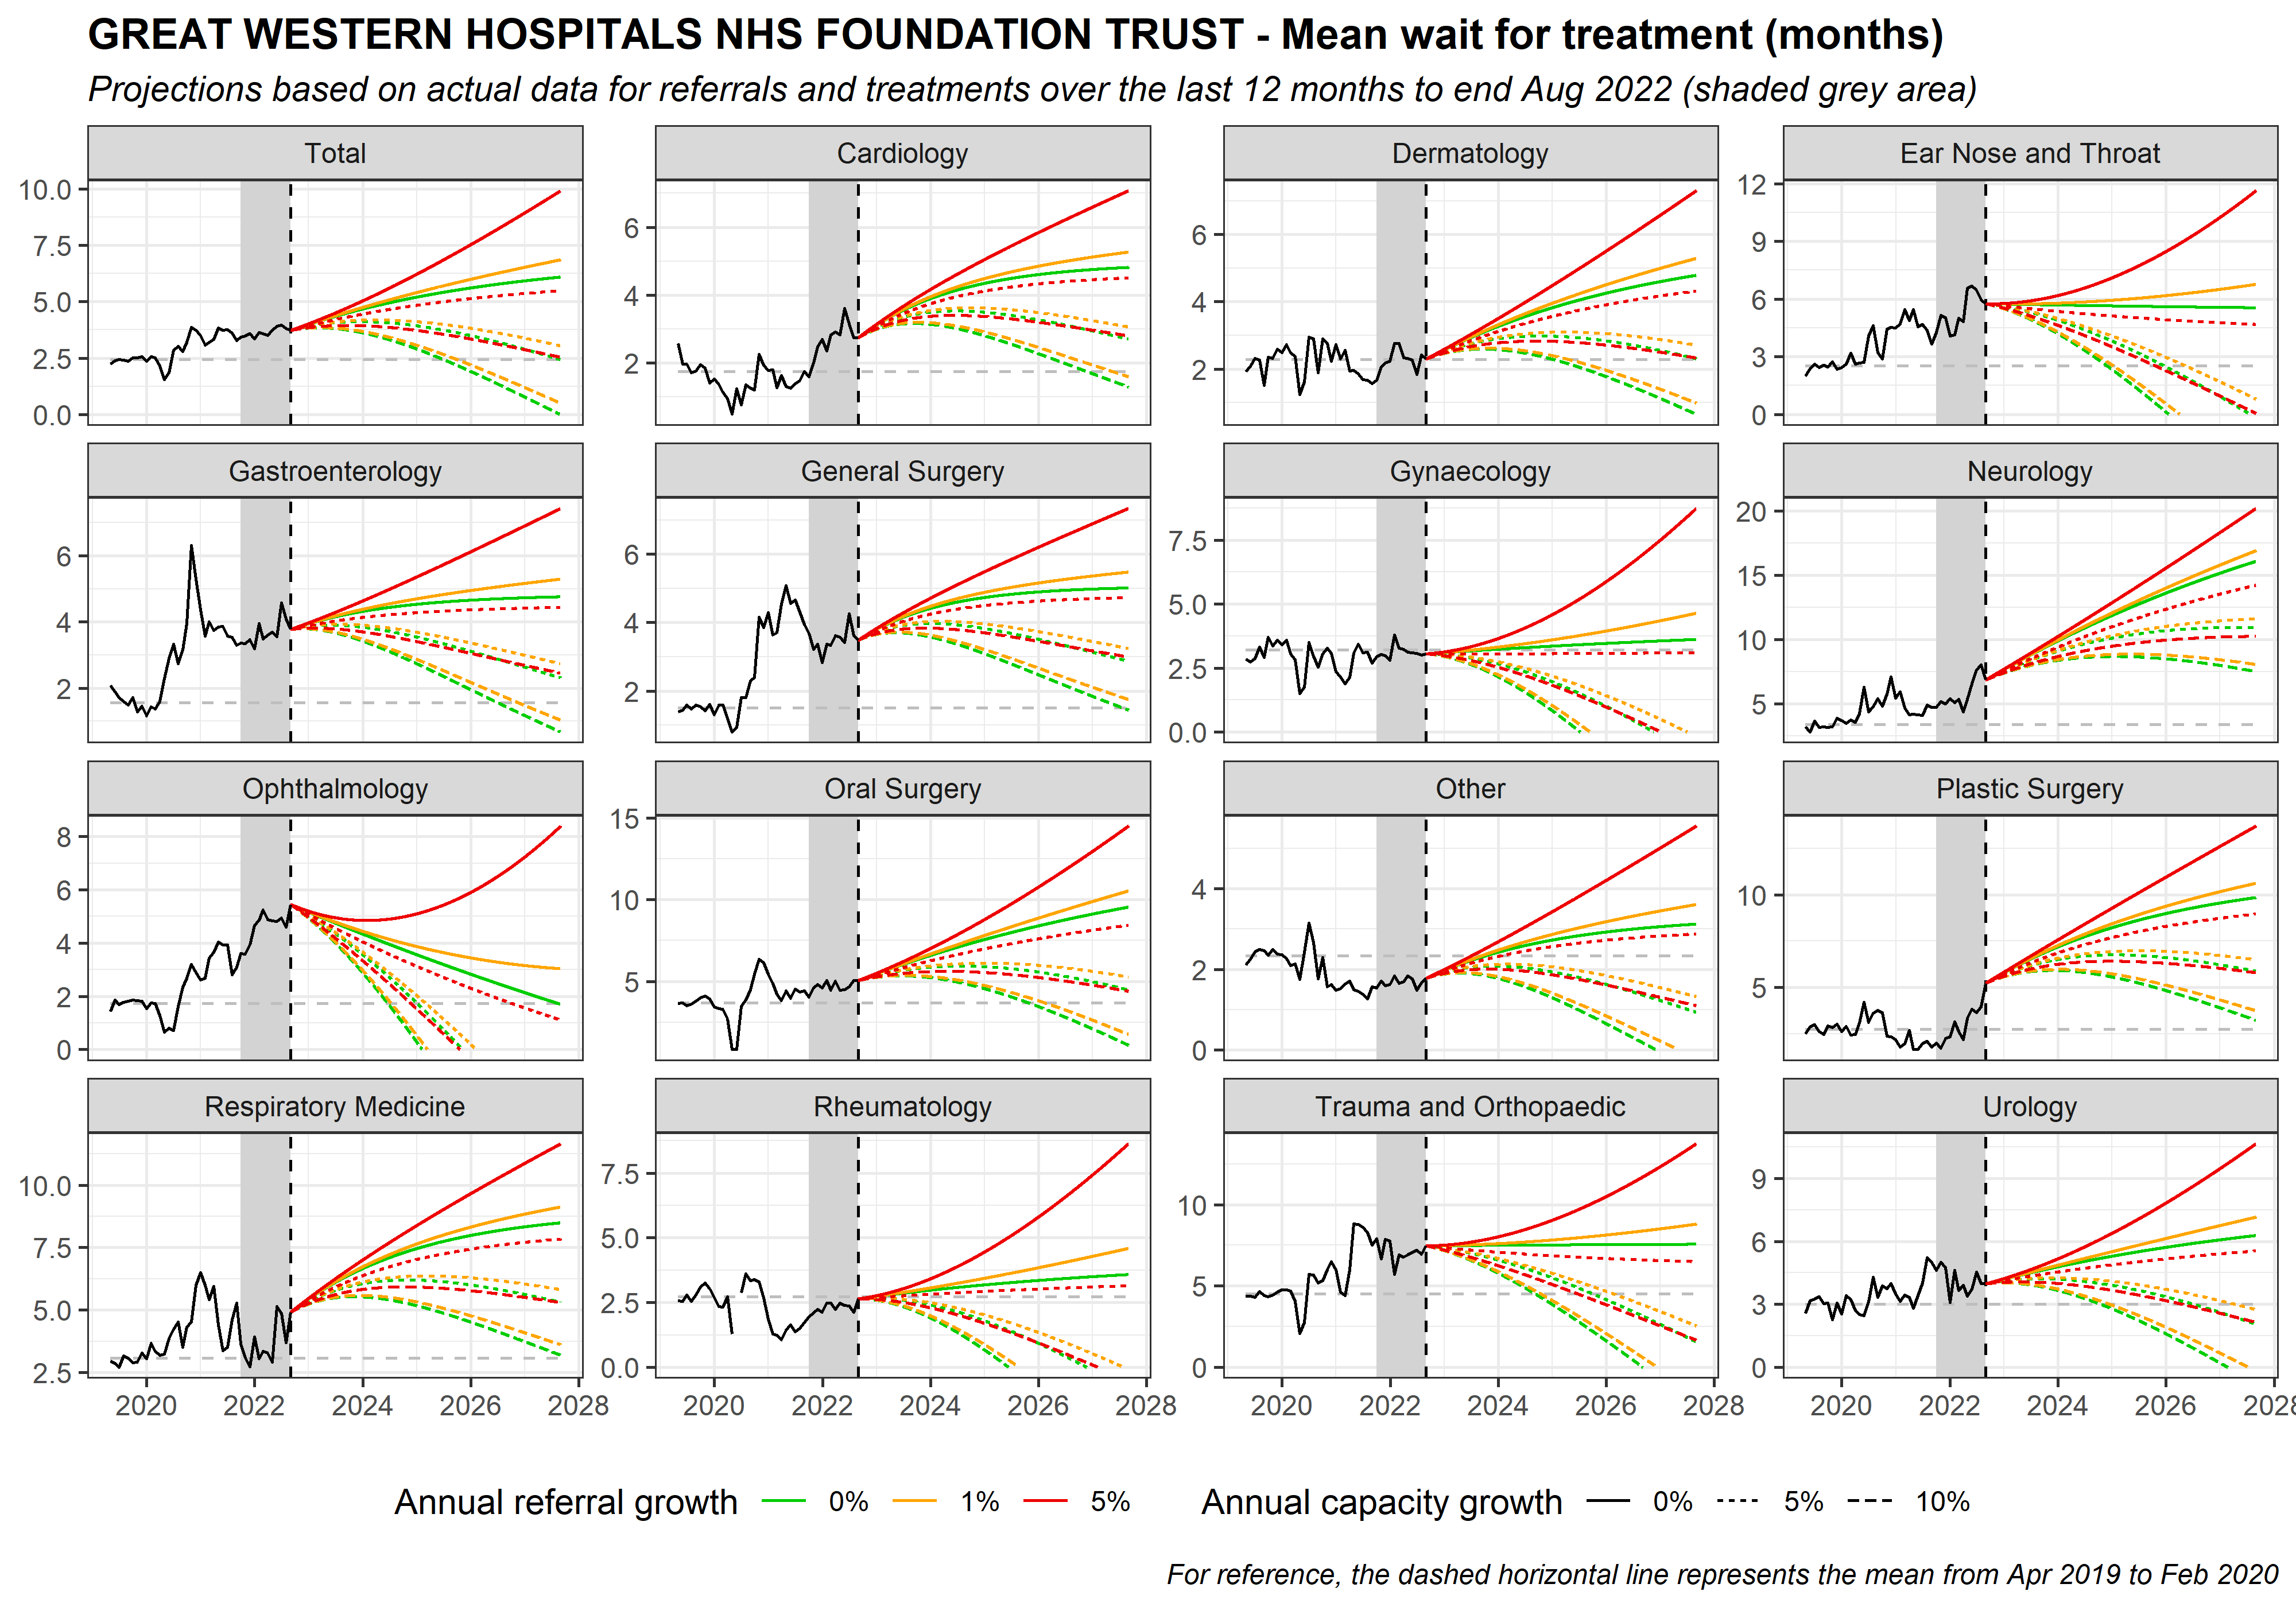 GREAT WESTERN HOSPITALS NHS FOUNDATION TRUST - Mean wait for treatment (months)
Projections based on actual data for referrals and treatments over the last 12 months to end Aug 2022 (shaded grey area)
Total
Cardiology
Dermatology
Ear Nose and Throat
10.0
7.5
5.0
2.5
0.0
6
4
2
6
4
2
12
9
6
3
0
Gastroenterology
General Surgery
Gynaecology
Neurology
6
4
2
6
4
2
7.5
5.0
2.5
0.0
20
15
10
5
Ophthalmology
Oral Surgery
Other
Plastic Surgery
8
6
4
2
0
15
10
5
4
2
0
10
5
Respiratory Medicine
Rheumatology
Trauma and Orthopaedic
Urology
10.0
7.5
5.0
2.5
7.5
5.0
2.5
0.0
10
5
0
9
6
3
0
2020 2022 2024 2026 2028
2020 2022 2024 2026 2028
2020 2022 2024 2026 2028
2020 2022 2024 2026 2028
Annual referral growth 0% 1% 5% Annual capacity growth 0% 5% 10%
For reference, the dashed horizontal line represents the mean from Apr 2019 to Feb 2020